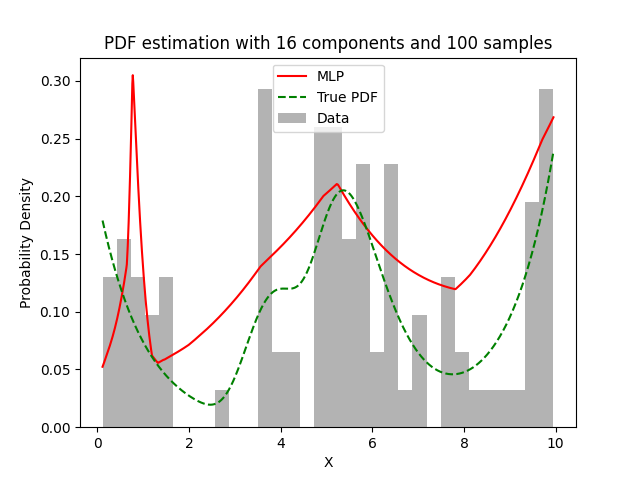 PDF estimation with 16 components and 100 samples
MLP
True PDF
Data
Probability Density
0.30
0.25
0.20
0.15
0.10
0.05
0.00
0 2 4 6 8 10
X